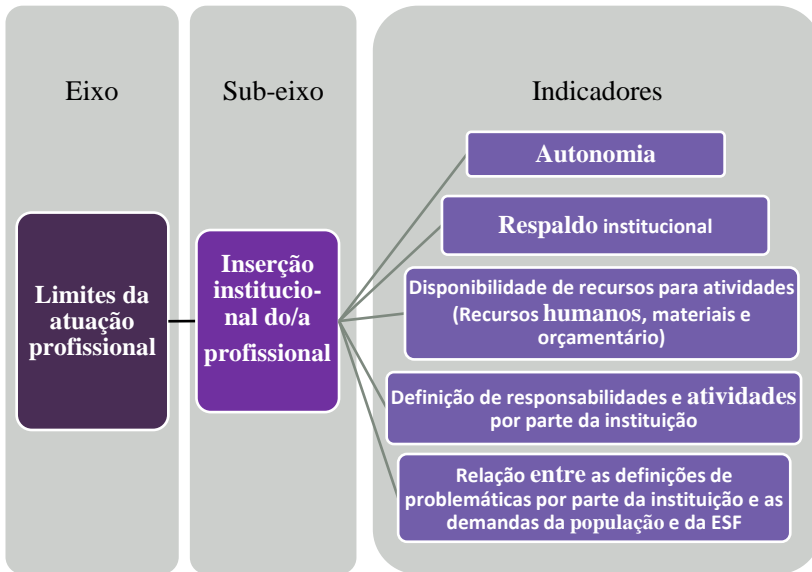 Eixo
Sub-eixo
Indicadores
Limites da
atuação
profissional
Inserção
institucio-
nal do/a
profissional
Autonomia
Respaldo institucional
Disponibilidade de recursos para atividades
(Recursos humanos, materiais e
orçamentário)
Definição de responsabilidades e atividades
por parte da instituição
Relação entre as definições de
problemáticas por parte da instituição e as
demandas da população e da ESF